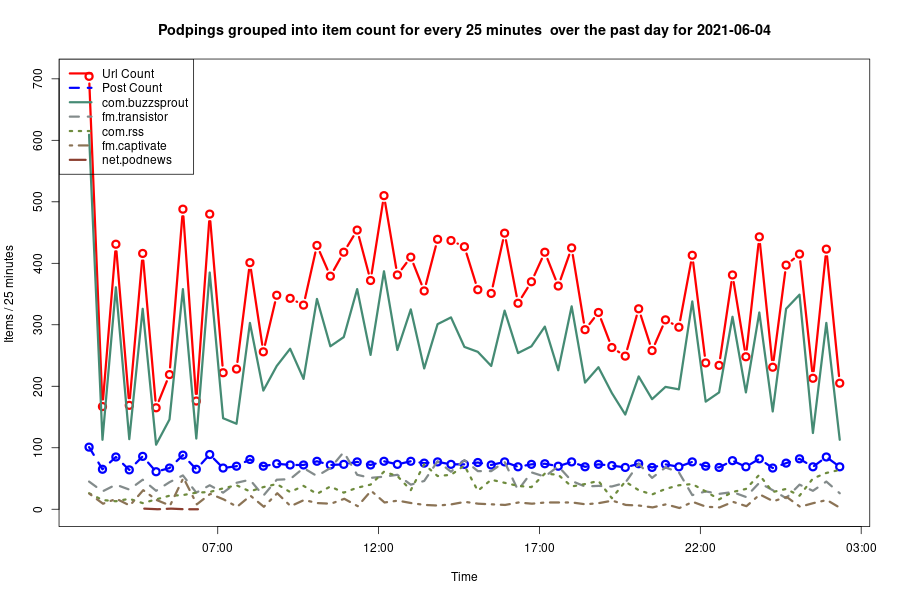 Podpings grouped into item count for every 25 minutes  over the past day for 2021-06-04
Url Count
Post Count
com.buzzsprout
fm.transistor
com.rss
fm.captivate
net.podnews
Items / 25 minutes
700
600
500
400
300
200
100
0
07:00
12:00
17:00
22:00
03:00
Time